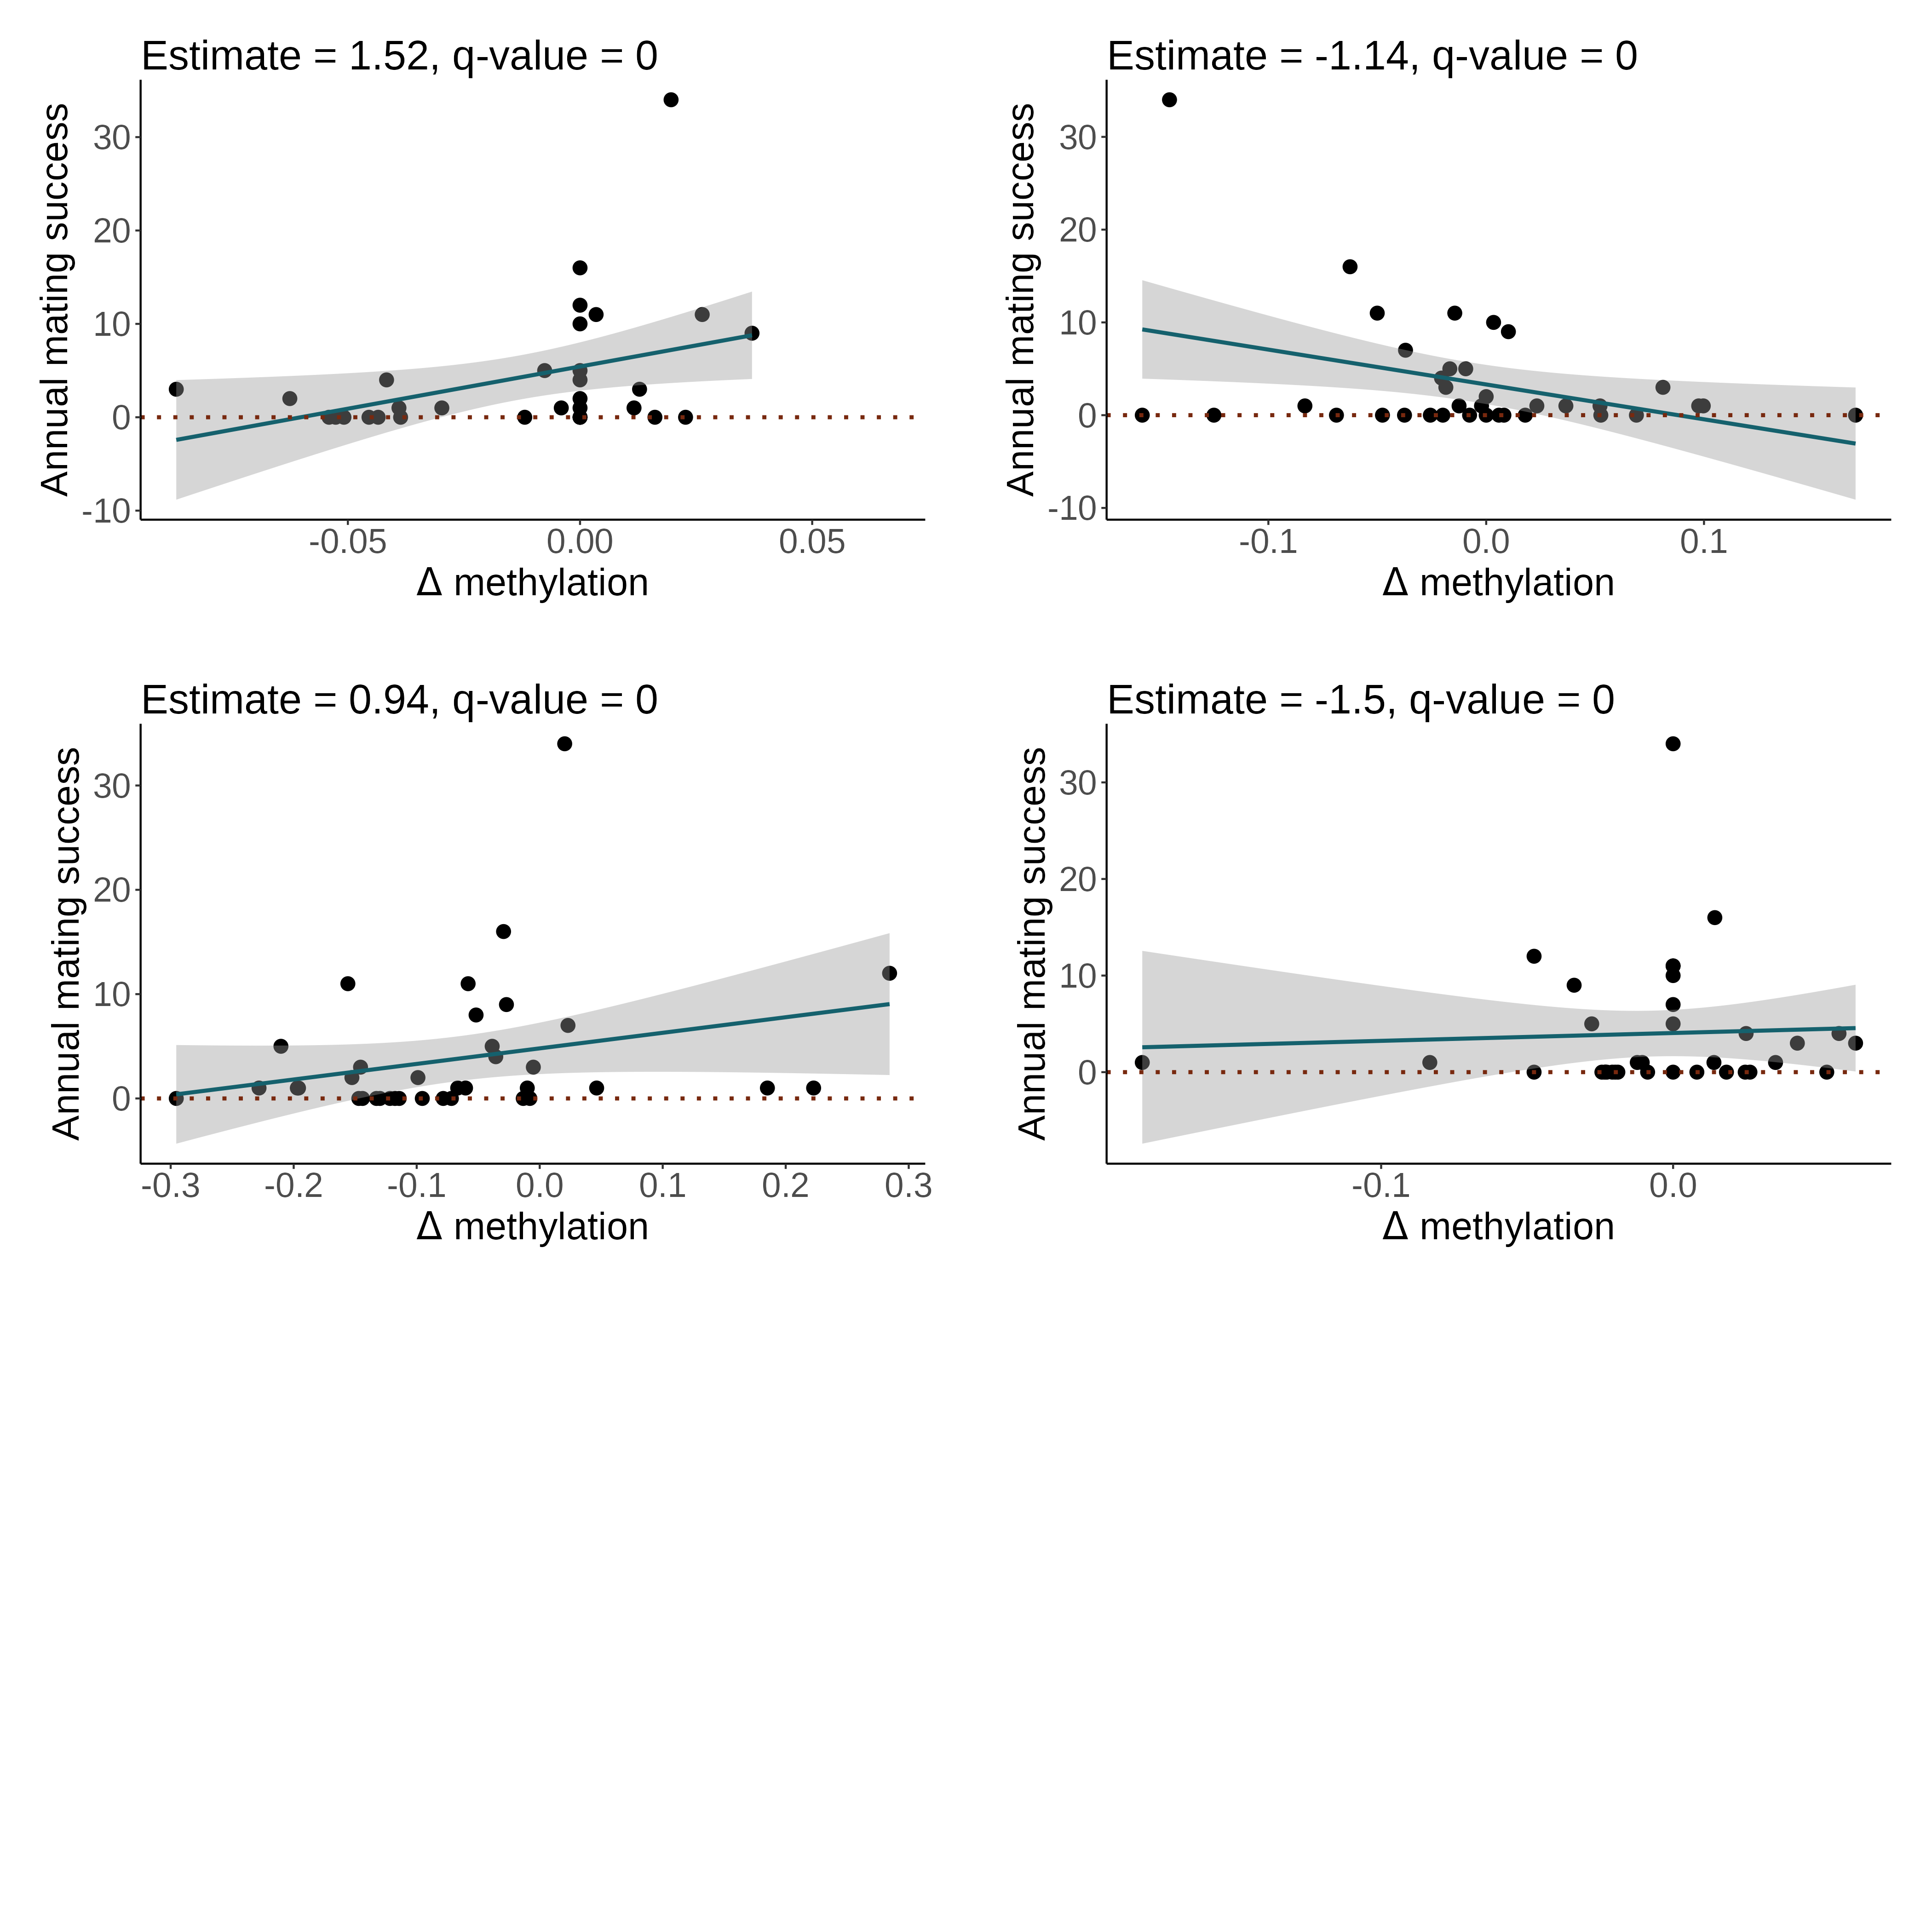 Estimate = 1.52, q-value = 0
Annual mating success
30
20
10
0
-10
-0.05 0.00 0.05
Δ methylation
Estimate = -1.14, q-value = 0
Annual mating success
30
20
10
0
-10
-0.1 0.0 0.1
Δ methylation
Estimate = 0.94, q-value = 0
Annual mating success
30
20
10
0
-0.3 -0.2 -0.1 0.0 0.1 0.2 0.3
Δ methylation
Estimate = -1.5, q-value = 0
Annual mating success
30
20
10
0
-0.1 0.0
Δ methylation